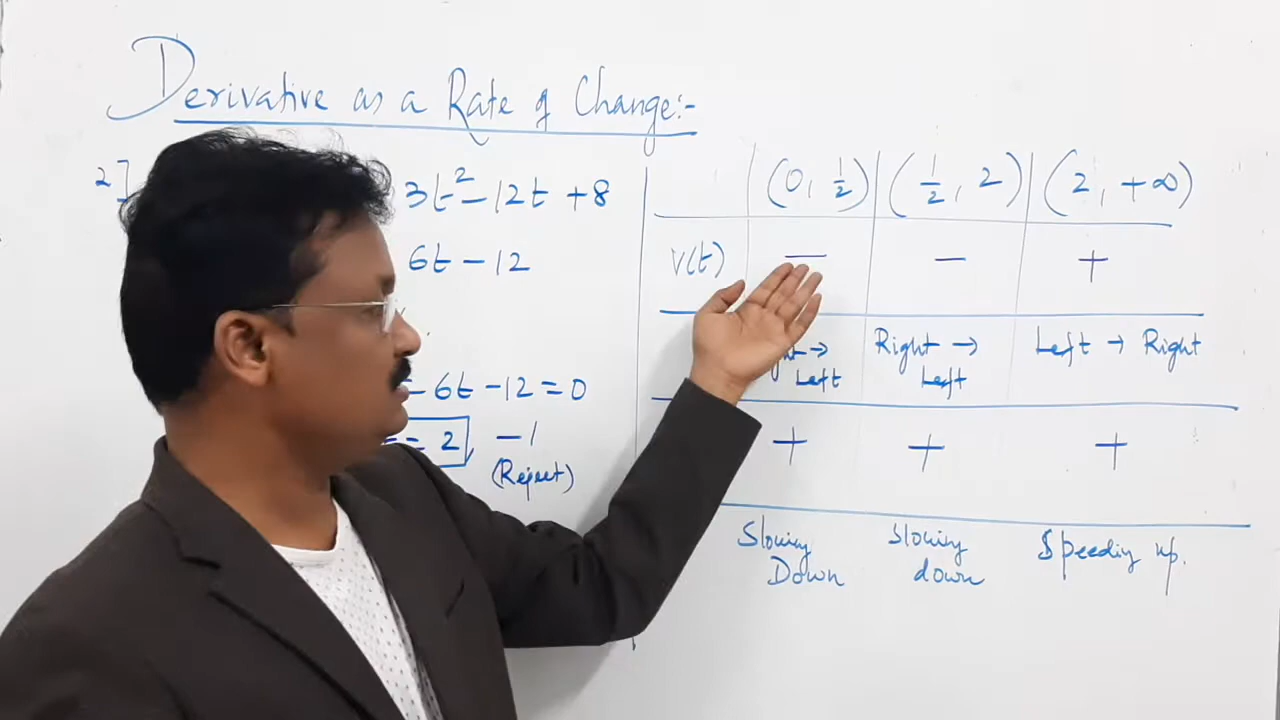 Derivative as a Rate of Change:-
2]
3t² - 12t + 8
6t - 12
- 6t - 12 = 0
= 2, -1
(Reject)
(0, 1/2) (1/2, 2) (2, +∞)
v(t) - - +
→ Left
Right → Left
Left → Right
+ + +
Slowing Down
Slowing down
Speeding up.